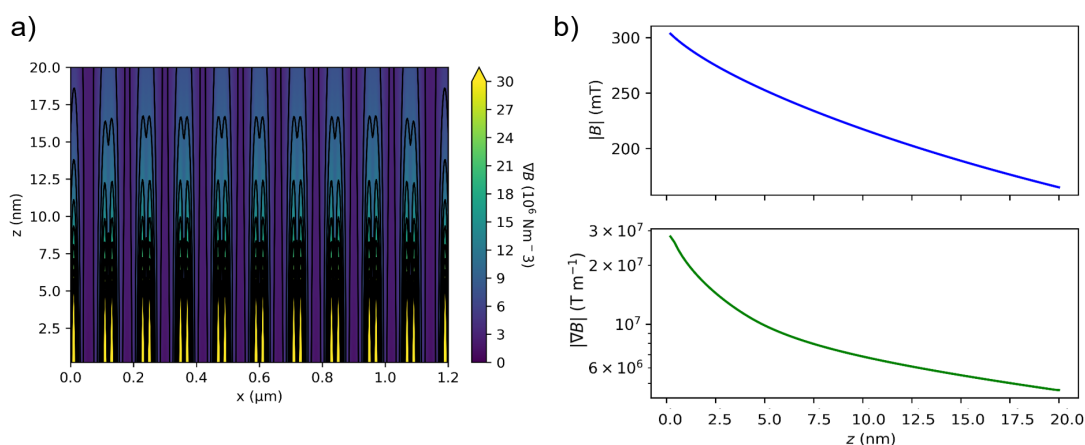 a)
20.0
17.5
15.0
12.5
10.0
7.5
5.0
2.5
z (nm)
0.0 0.2 0.4 0.6 0.8 1.0 1.2
x (μm)
30
27
24
21
18
15
12
9
6
3
0
∇B (10⁶ Nm⁻3)
b)
300
250
200
|B| (mT)
3 × 10⁷
2 × 10⁷
10⁷
6 × 10⁶
|∇B| (T m⁻¹)
0.0 2.5 5.0 7.5 10.0 12.5 15.0 17.5 20.0
z (nm)